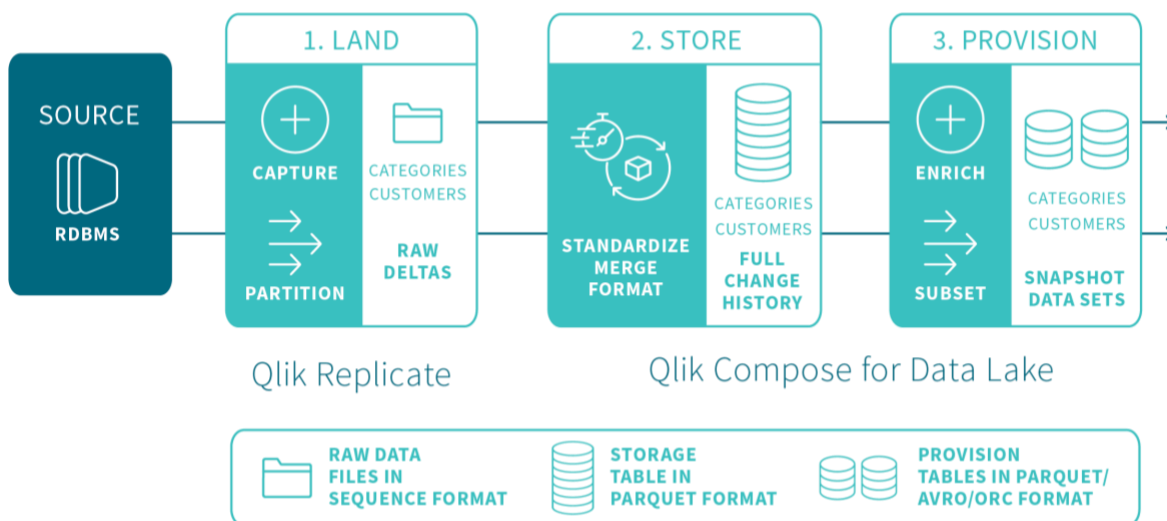 SOURCE
RDBMS
1. LAND
CAPTURE
PARTITION
CATEGORIES
CUSTOMERS
RAW
DELTAS
2. STORE
STANDARDIZE
MERGE
FORMAT
CATEGORIES
CUSTOMERS
FULL
CHANGE
HISTORY
3. PROVISION
ENRICH
SUBSET
CATEGORIES
CUSTOMERS
SNAPSHOT
DATA SETS
Qlik Replicate
Qlik Compose for Data Lake
RAW DATA
FILES IN
SEQUENCE FORMAT
STORAGE
TABLE IN
PARQUET FORMAT
PROVISION
TABLES IN PARQUET/
AVRO/ORC FORMAT